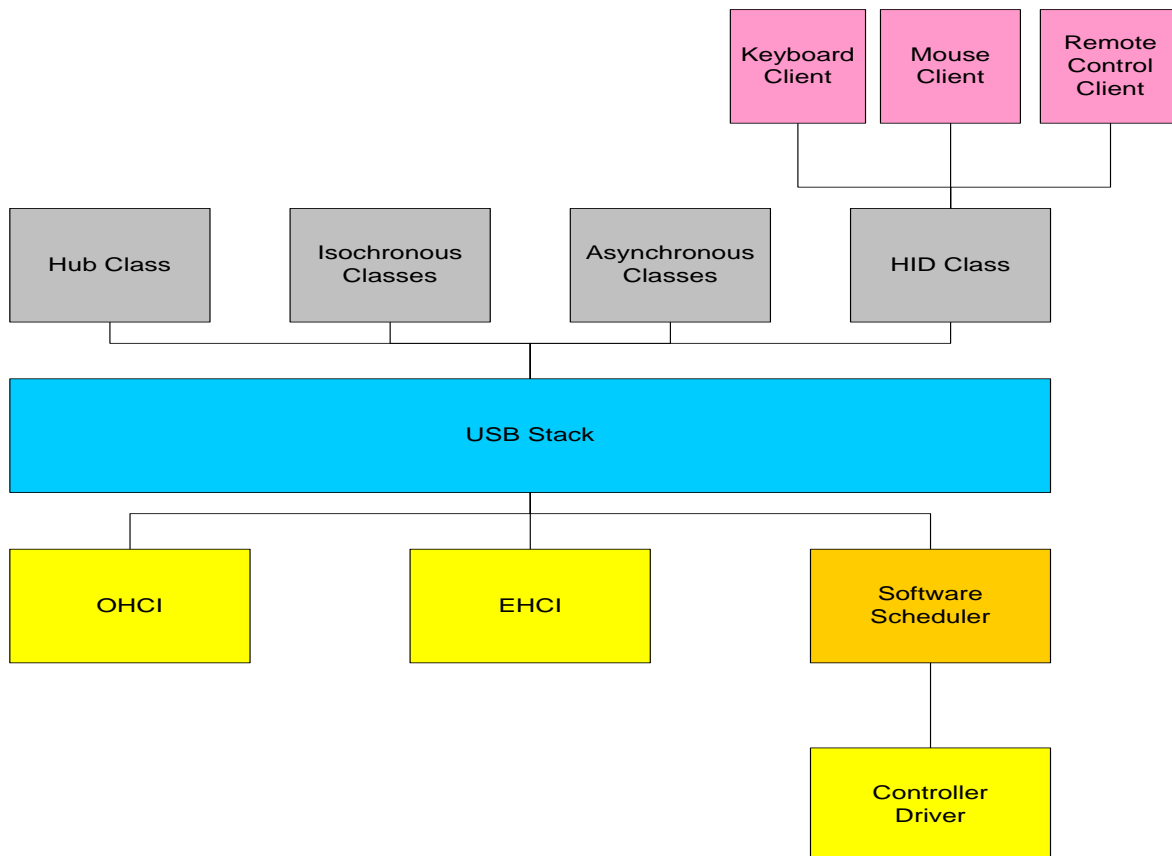 Keyboard
Client
Mouse
Client
Remote
Control
Client
Hub Class
Isochronous
Classes
Asynchronous
Classes
HID Class
USB Stack
OHCI
EHCI
Software
Scheduler
Controller
Driver